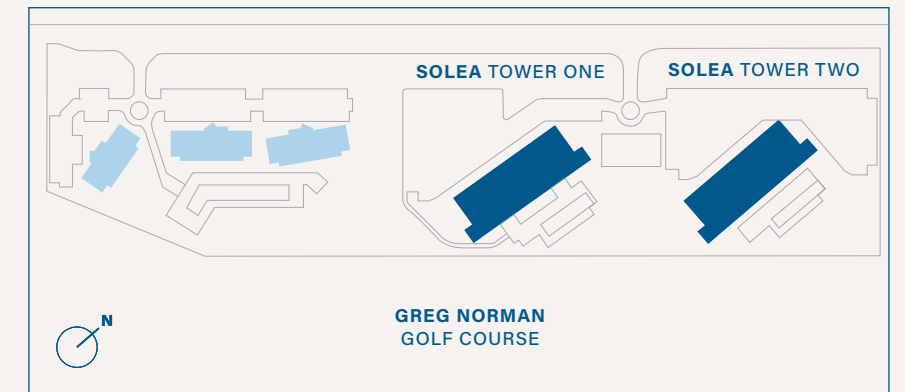 SOLEA TOWER ONE
SOLEA TOWER TWO
GREG NORMAN
GOLF COURSE
N